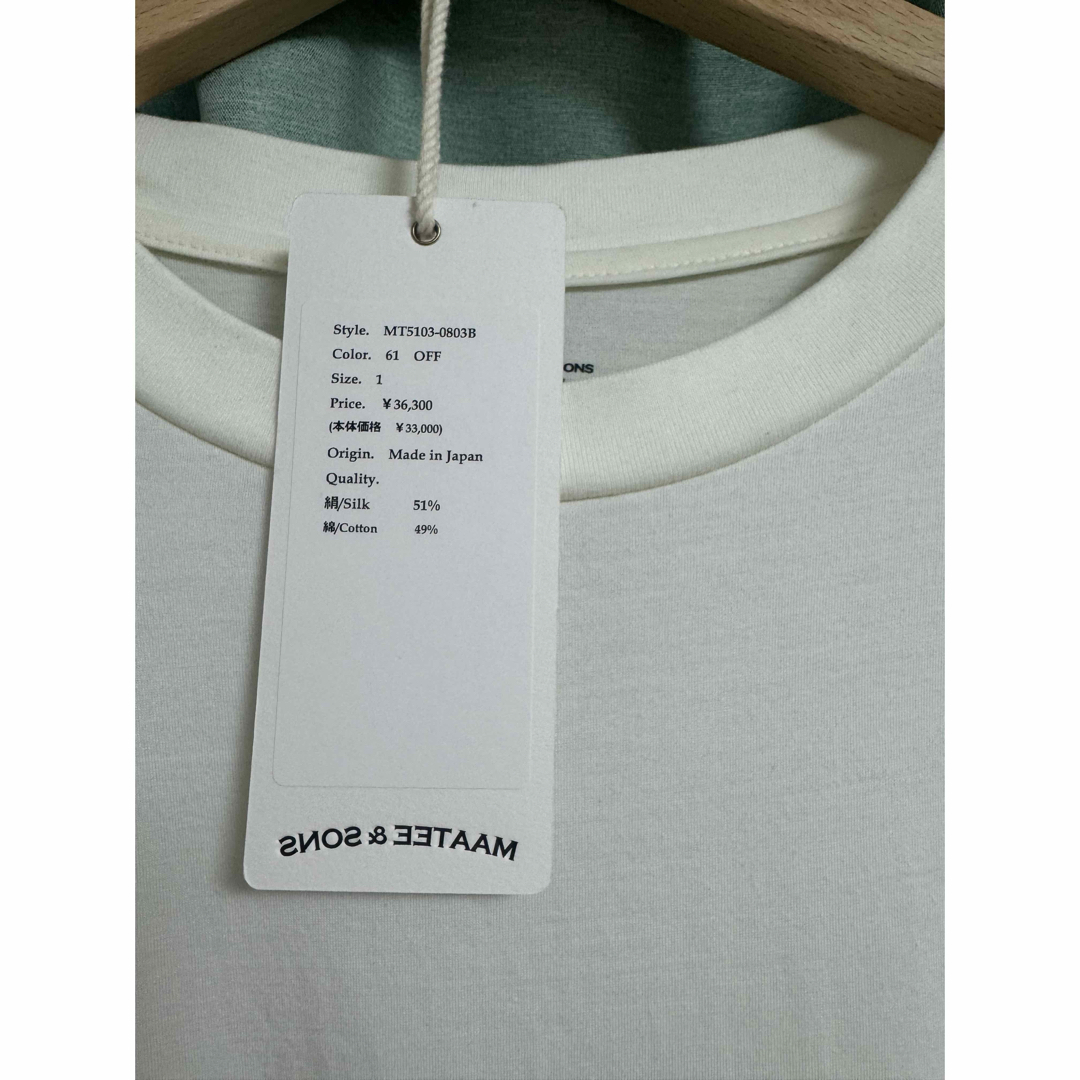 Style. MT5103-0803B
Color. 61 OFF
Size. 1
Price. ￥36,300
(本体価格 ￥33,000)
Origin. Made in Japan
Quality.
絹/Silk 51%
綿/Cotton 49%
MAATEE & SONS
ONS